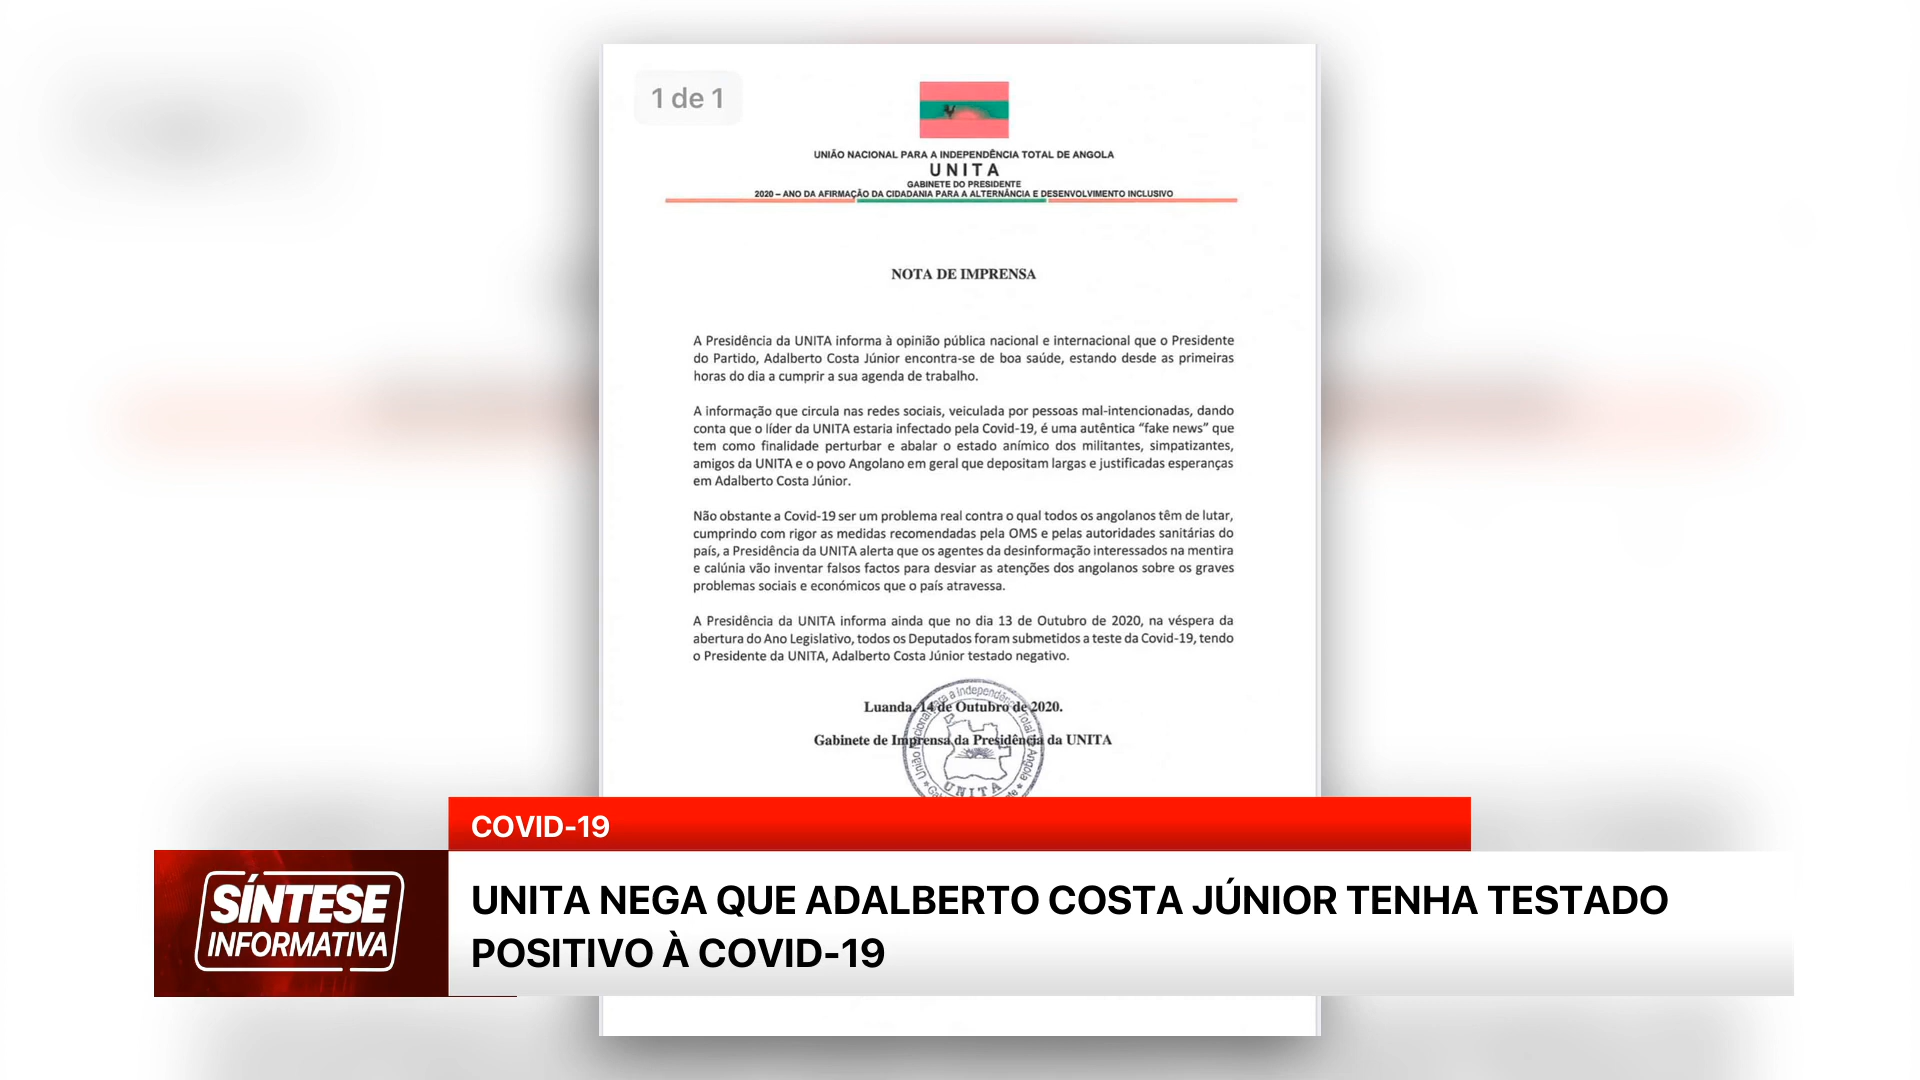 1 de 1
UNIÃO NACIONAL PARA A INDEPENDÊNCIA TOTAL DE ANGOLA
UNITA
GABINETE DO PRESIDENTE
2020 – ANO DA AFIRMAÇÃO DA CIDADANIA PARA A ALTERNÂNCIA E DESENVOLVIMENTO INCLUSIVO
NOTA DE IMPRENSA
A Presidência da UNITA informa à opinião pública nacional e internacional que o Presidente
do Partido, Adalberto Costa Júnior encontra-se de boa saúde, estando desde as primeiras
horas do dia a cumprir a sua agenda de trabalho.
A informação que circula nas redes sociais, veiculada por pessoas mal-intencionadas, dando
conta que o líder da UNITA estaria infectado pela Covid-19, é uma autêntica “fake news” que
tem como finalidade perturbar e abalar o estado anímico dos militantes, simpatizantes,
amigos da UNITA e o povo Angolano em geral que depositam largas e justificadas esperanças
em Adalberto Costa Júnior.
Não obstante a Covid-19 ser um problema real contra o qual todos os angolanos têm de lutar,
cumprindo com rigor as medidas recomendadas pela OMS e pelas autoridades sanitárias do
país, a Presidência da UNITA alerta que os agentes da desinformação interessados na mentira
e calúnia vão inventar falsos factos para desviar as atenções dos angolanos sobre os graves
problemas sociais e económicos que o país atravessa.
A Presidência da UNITA informa ainda que no dia 13 de Outubro de 2020, na véspera da
abertura do Ano Legislativo, todos os Deputados foram submetidos a teste da Covid-19, tendo
o Presidente da UNITA, Adalberto Costa Júnior testado negativo.
Luanda, 14 de Outubro de 2020.
Gabinete de Imprensa da Presidência da UNITA
União Nacional para a Independência Total de Angola
UNITA
COVID-19
SÍNTESE
INFORMATIVA
UNITA NEGA QUE ADALBERTO COSTA JÚNIOR TENHA TESTADO
POSITIVO À COVID-19